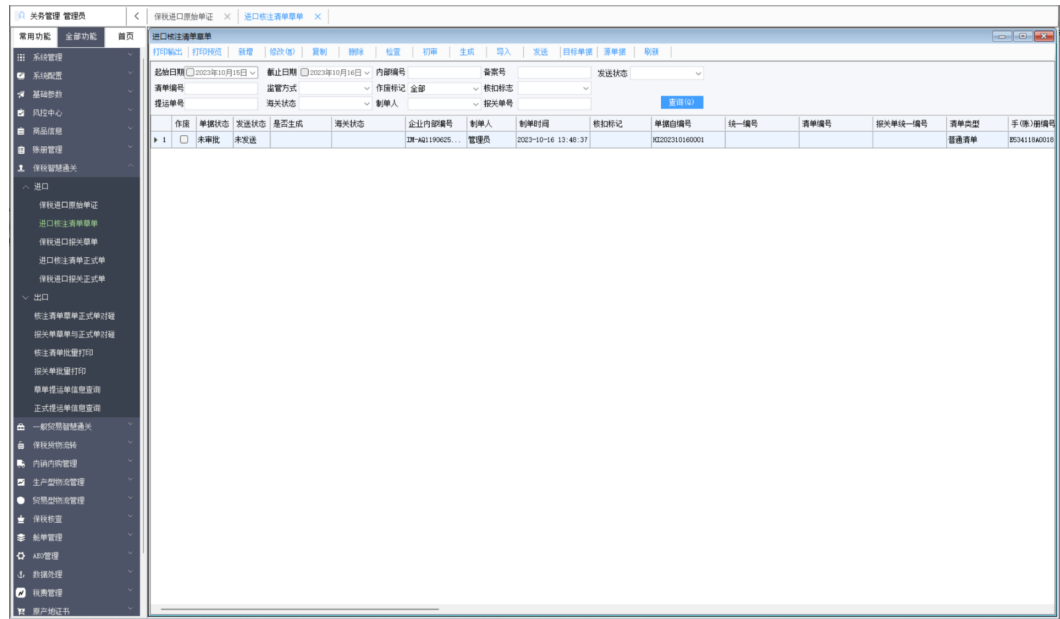 关务管理 管理员
保税进口原始单证
进口核注清单草单
常用功能 全部功能 首页
进口核注清单草单
打印输出 打印预览 新增 修改(M) 复制 删除 检查 初审 生成 导入 发送 目标单据 源单据 刷新
起始日期 2023年10月15日 截止日期 2023年10月16日 内部编号 备案号 发送状态
清单编号 监管方式 作废标记 全部 核扣标志
提运单号 海关状态 制单人 报关单号 查询(Q)
作废 单据状态 发送状态 是否生成 海关状态 企业内部编号 制单人 制单时间 核扣标记 单据自编号 统一编号 清单编号 报关单统一编号 清单类型 手(账)册编号
1 未审批 未发送 IM-AQ1190625... 管理员 2023-10-16 13:48:37 HZ202310160001 普通清单 E534118A0018
系统管理
系统配置
基础参数
风控中心
商品信息
账册管理
保税智慧通关
进口
保税进口原始单证
进口核注清单草单
保税进口报关草单
进口核注清单正式单
保税进口报关正式单
出口
核注清单草单正式单对碰
报关单草单与正式单对碰
核注清单批量打印
报关单批量打印
草单提运单信息查询
正式提运单信息查询
一般贸易智慧通关
保税货物流转
内销内购管理
生产型物流管理
贸易型物流管理
保税核查
帐单管理
AEO管理
数据处理
税费管理
原产地证书